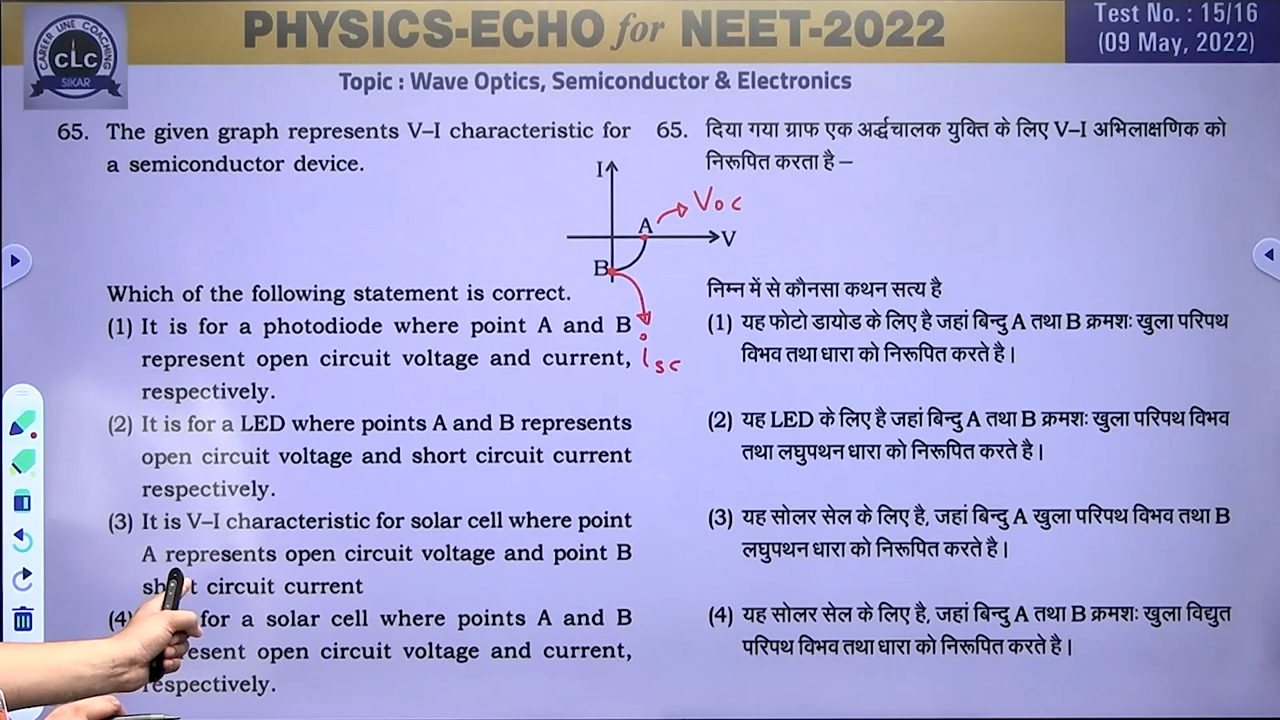 CAREER LINE COACHING
cLc
SIKAR
PHYSICS-ECHO for NEET-2022
Test No. : 15/16
(09 May, 2022)
Topic : Wave Optics, Semiconductor & Electronics
65. The given graph represents V–I characteristic for
a semiconductor device.
I
A
V
B
VOC
isc
Which of the following statement is correct.
(1) It is for a photodiode where point A and B
represent open circuit voltage and current,
respectively.
(2) It is for a LED where points A and B represents
open circuit voltage and short circuit current
respectively.
(3) It is V–I characteristic for solar cell where point
A represents open circuit voltage and point B
circuit current
(4) for a solar cell where points A and B
open circuit voltage and current,
respectively.
65. दिया गया ग्राफ एक अर्द्धचालक युक्ति के लिए V–I अभिलाक्षणिक को
निरूपित करता है –
निम्न में से कौनसा कथन सत्य है
(1) यह फोटो डायोड के लिए है जहां बिन्दु A तथा B क्रमशः खुला परिपथ
विभव तथा धारा को निरूपित करते है।
(2) यह LED के लिए है जहां बिन्दु A तथा B क्रमशः खुला परिपथ विभव
तथा लघुपथन धारा को निरूपित करते है।
(3) यह सोलर सेल के लिए है, जहां बिन्दु A खुला परिपथ विभव तथा B
लघुपथन धारा को निरूपित करते है।
(4) यह सोलर सेल के लिए है, जहां बिन्दु A तथा B क्रमशः खुला विद्युत
परिपथ विभव तथा धारा को निरूपित करते है।